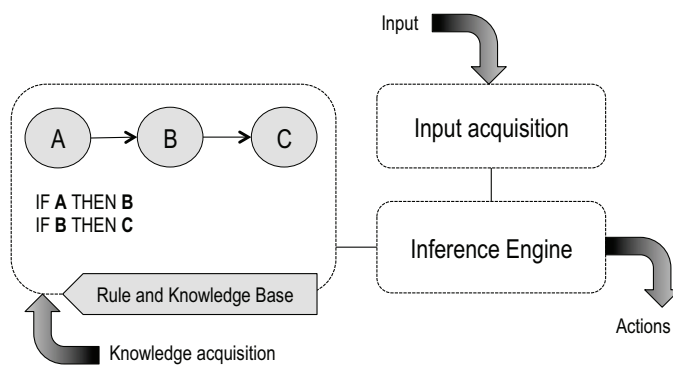 Input
Input acquisition
A
B
C
IF A THEN B
IF B THEN C
Inference Engine
Rule and Knowledge Base
Actions
Knowledge acquisition